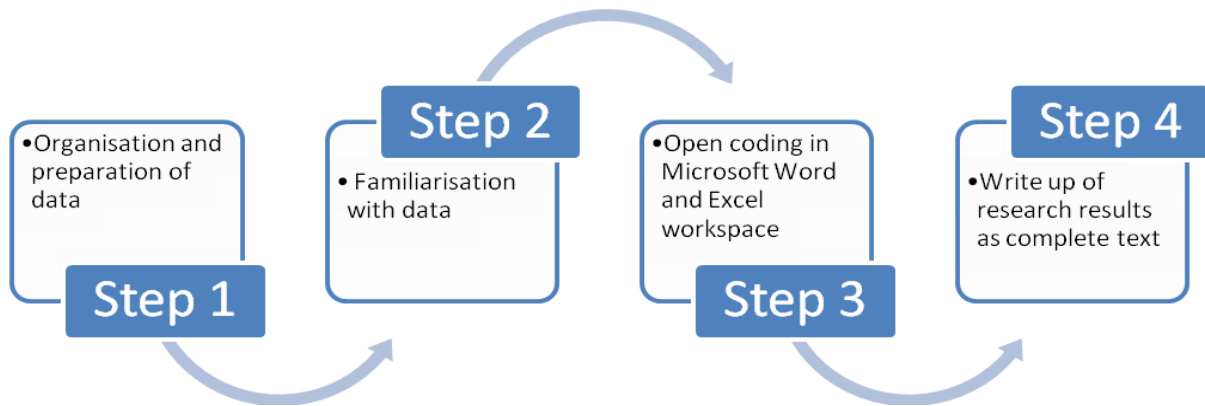 •Organisation and
preparation of
data
Step 1
Step 2
• Familiarisation
with data
•Open coding in
Microsoft Word
and Excel
workspace
Step 3
Step 4
•Write up of
research results
as complete text